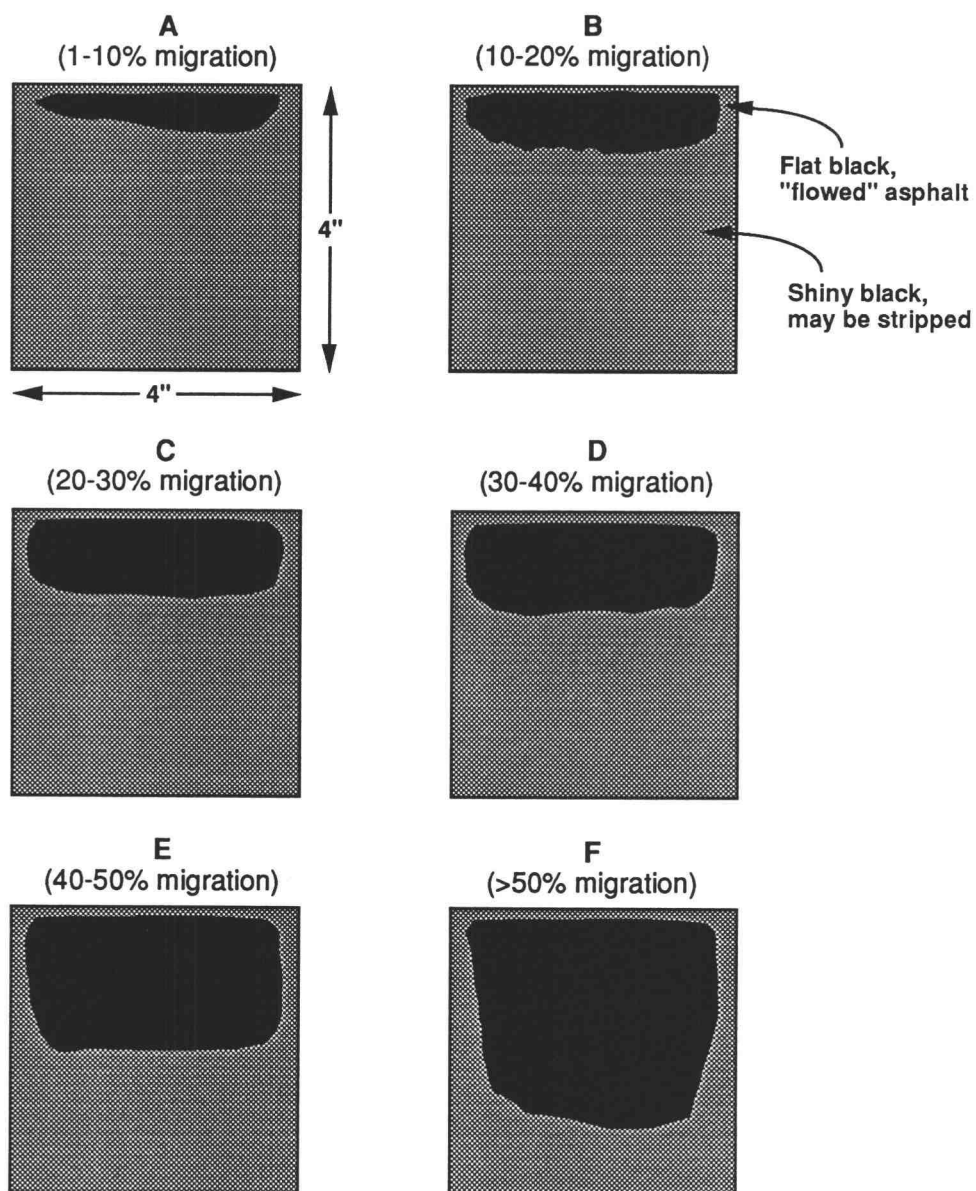 A
(1-10% migration)
B
(10-20% migration)
4"
4"
Flat black,
"flowed" asphalt
Shiny black,
may be stripped
C
(20-30% migration)
D
(30-40% migration)
E
(40-50% migration)
F
(>50% migration)